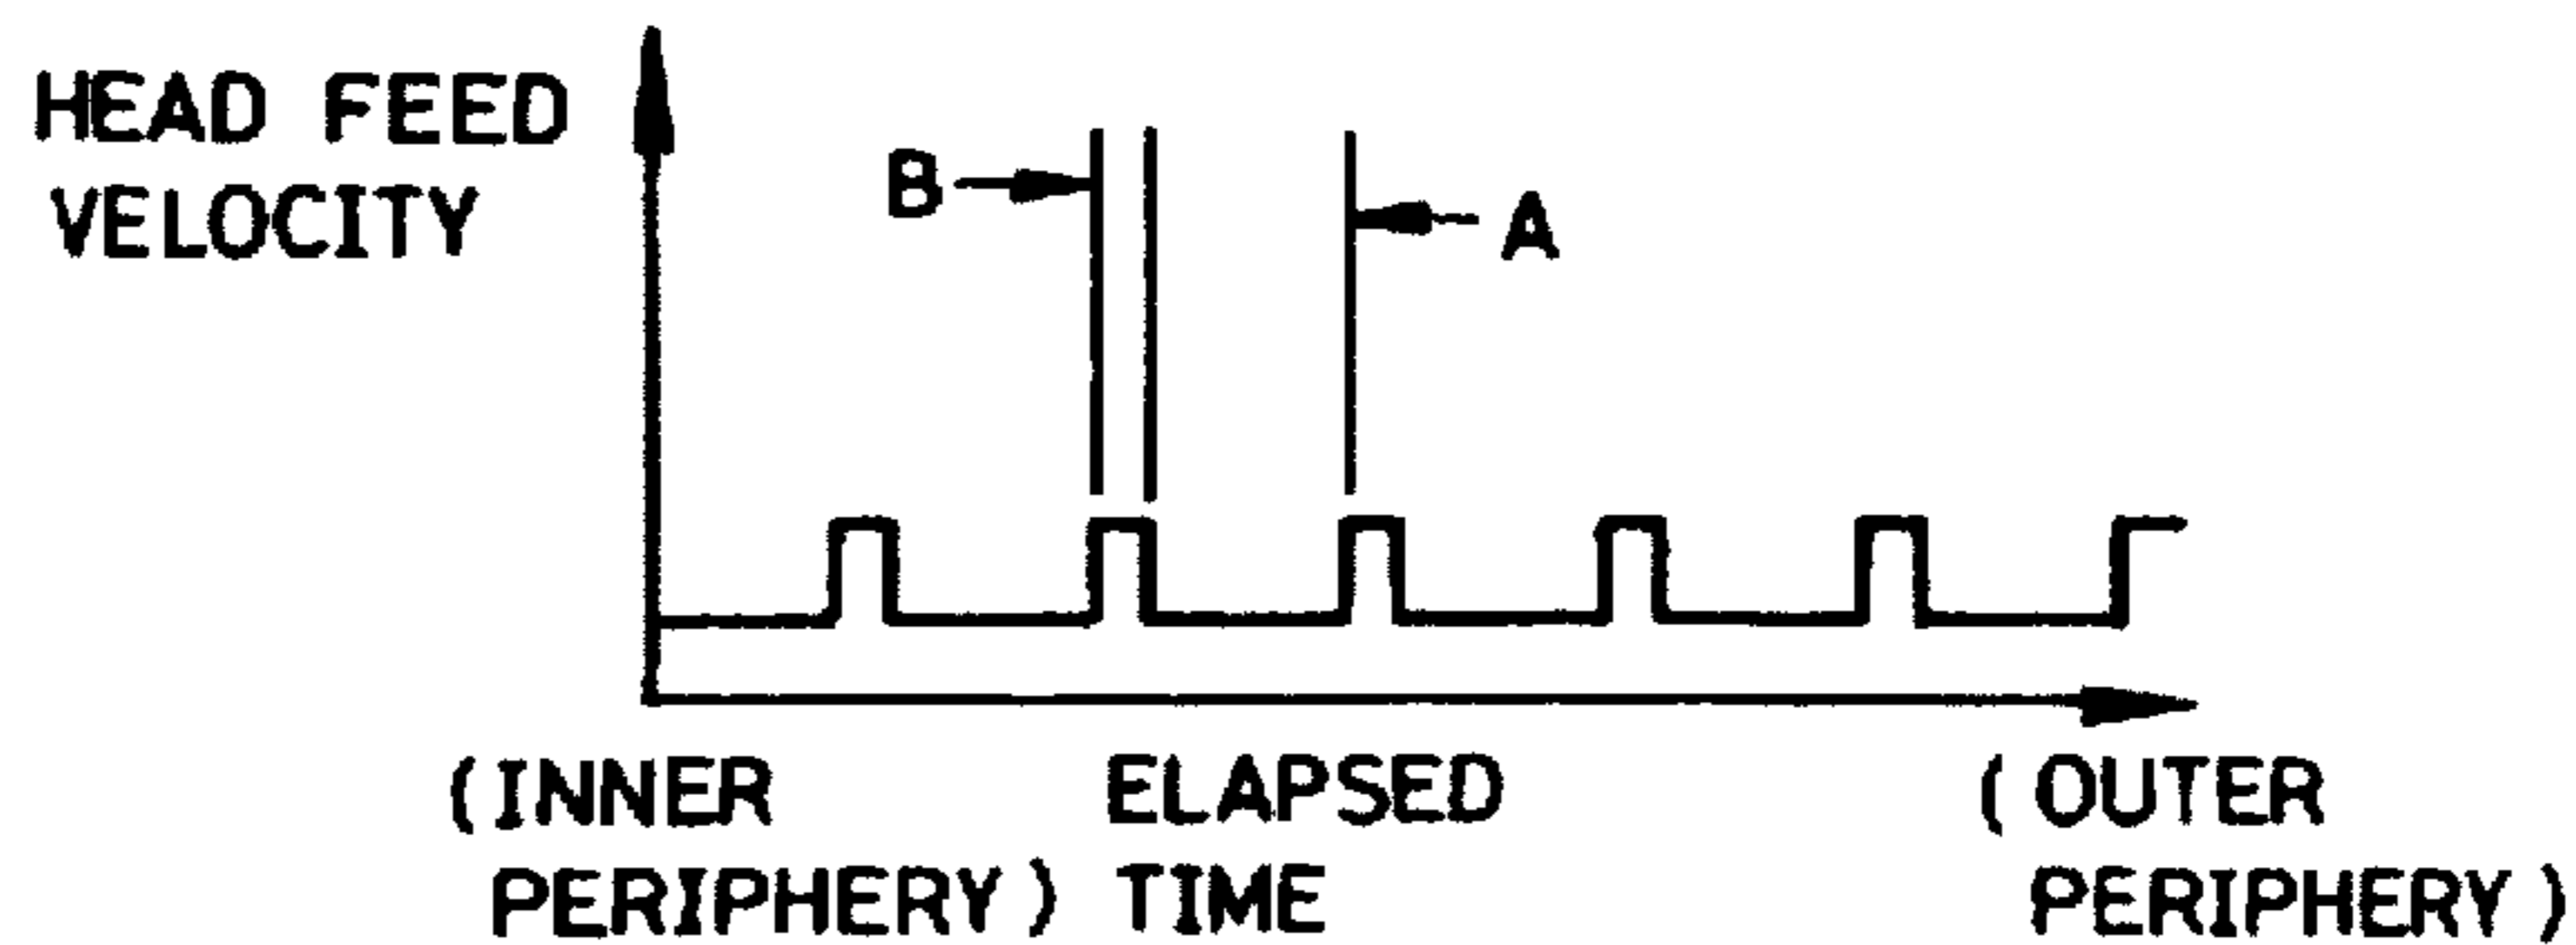 HEAD FEED
VELOCITY
B
A
(INNER
PERIPHERY)
ELAPSED
TIME
(OUTER
PERIPHERY)